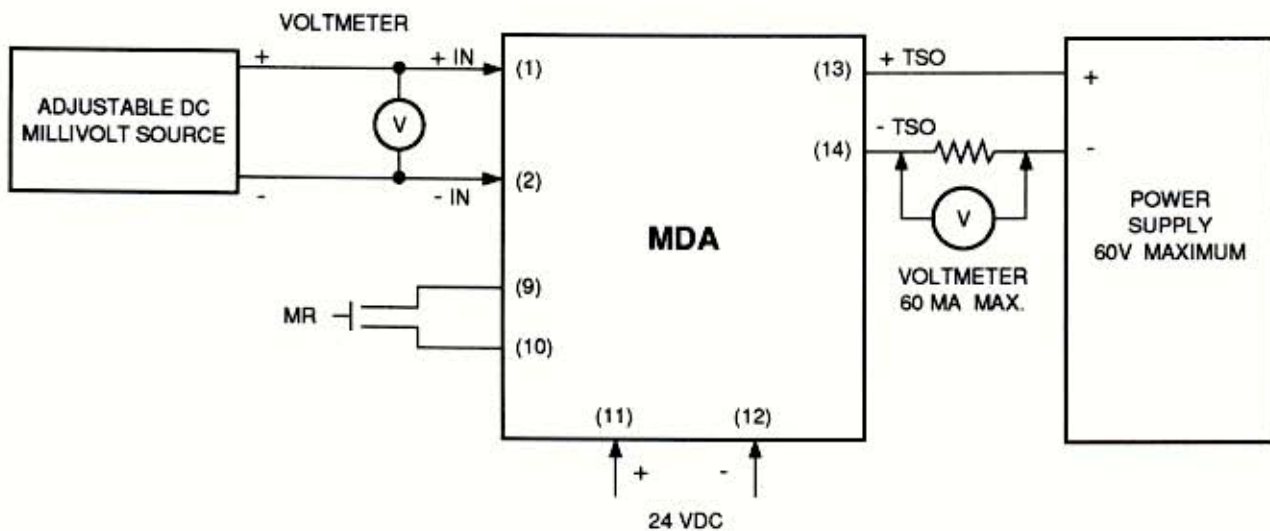 VOLTMETER
ADJUSTABLE DC
MILLIVOLT SOURCE
+
-
V
+ IN
- IN
(1)
(2)
MR
(9)
(10)
MDA
(11)
(12)
+
-
24 VDC
(13)
(14)
+ TSO
- TSO
V
VOLTMETER
60 MA MAX.
+
-
POWER
SUPPLY
60V MAXIMUM